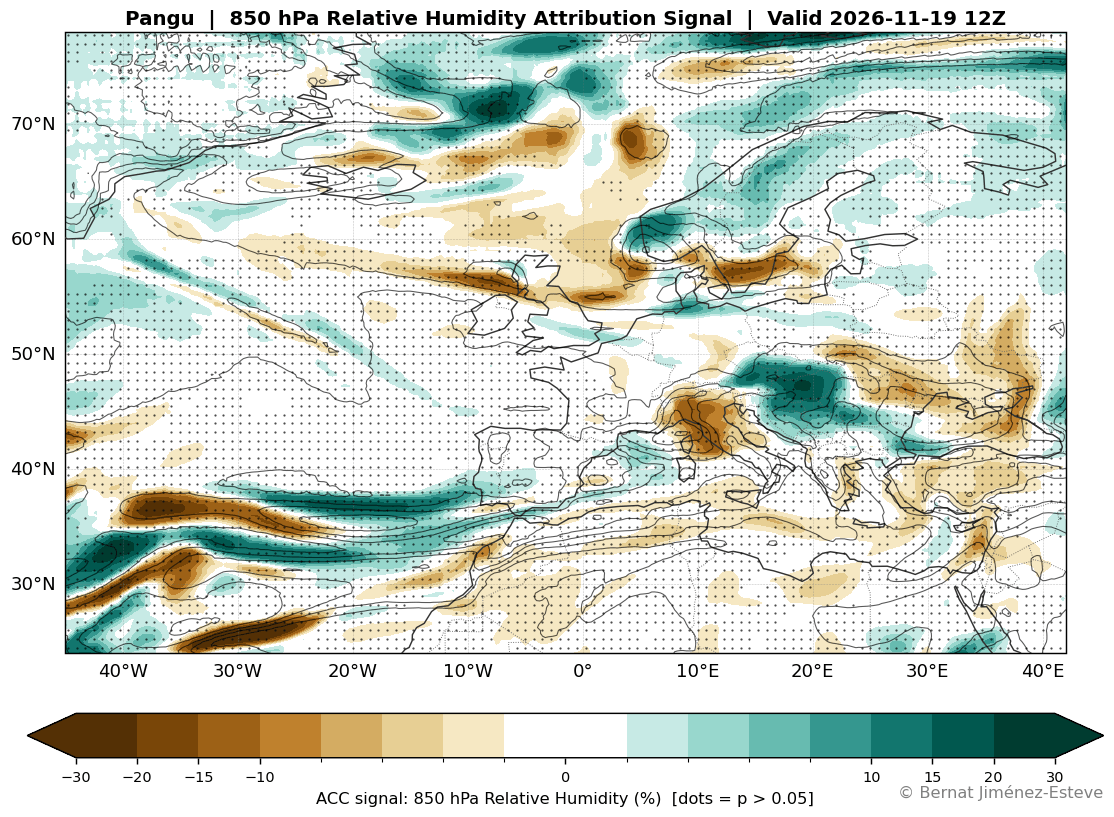 Pangu | 850 hPa Relative Humidity Attribution Signal | Valid 2026-11-19 12Z
70°N
60°N
50°N
40°N
30°N
40°W 30°W 20°W 10°W 0° 10°E 20°E 30°E 40°E
−30 −20 −15 −10 0 10 15 20 30
ACC signal: 850 hPa Relative Humidity (%) [dots = p > 0.05]
© Bernat Jiménez-Esteve